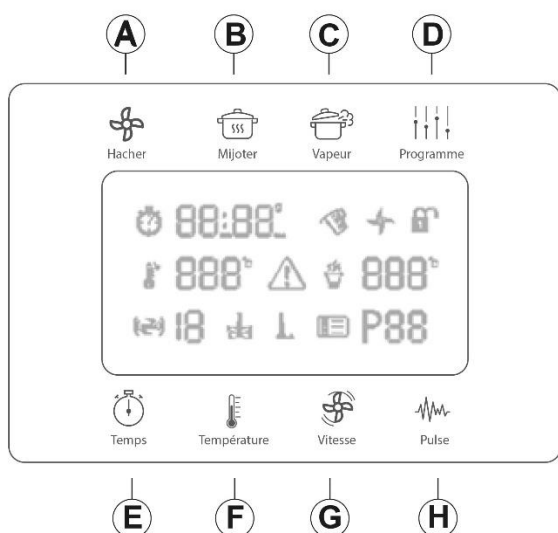 A B C D
Hacher Mijoter Vapeur Programme
88:88 g
888 °C 888 °C
18 P88
Temps Température Vitesse Pulse
E F G H